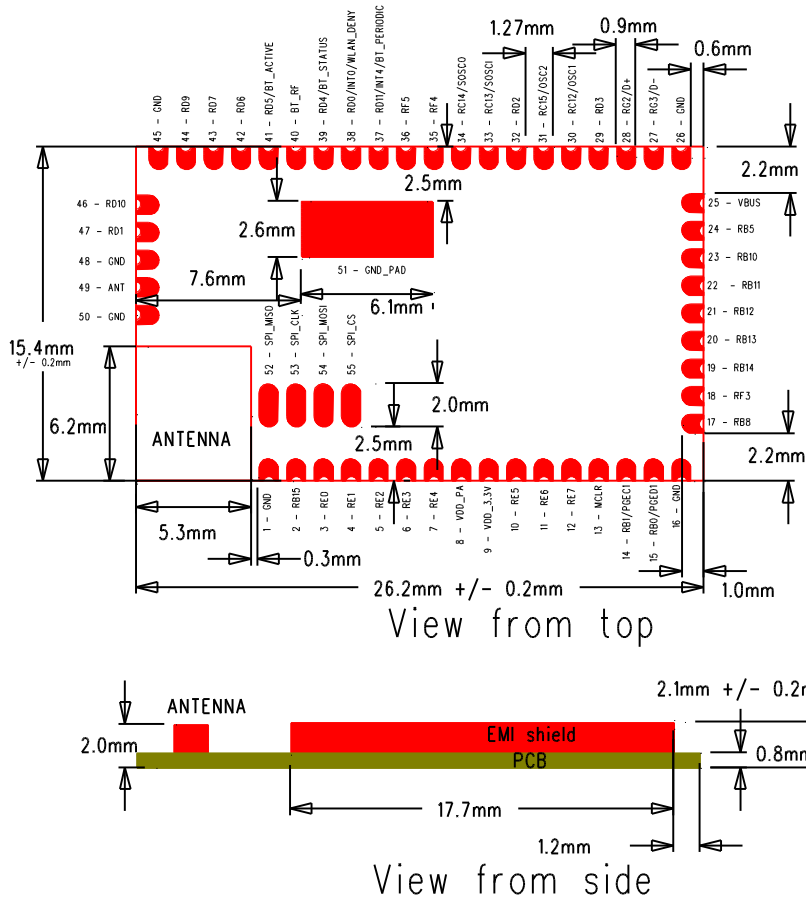 1.27mm
0.9mm
0.6mm
45 - GND
44 - RD9
43 - RD7
42 - RD6
41 - RD5/BT_ACTIVE
40 - BT_RF
39 - RD4/BT_STATUS
38 - RD0/INT0/WLAN_DENY
37 - RD11/INT4/BT_PERIODIC
36 - RF5
35 - RF4
34 - RC14/SOSCO
33 - RC13/SOSCI
32 - RD2
31 - RC15/OSC2
30 - RC12/OSC1
29 - RD3
28 - RG2/D+
27 - RG3/D-
26 - GND
2.2mm
2.5mm
46 - RD10
47 - RD1
48 - GND
49 - ANT
50 - GND
2.6mm
7.6mm
51 - GND_PAD
6.1mm
25 - VBUS
24 - RB5
23 - RB10
22 - RB11
21 - RB12
20 - RB13
19 - RB14
18 - RF3
17 - RB8
52 - SPI_MISO
53 - SPI_CLK
54 - SPI_MOSI
55 - SPI_CS
15.4mm
+/- 0.2mm
6.2mm
ANTENNA
2.0mm
2.5mm
2.2mm
1 - GND
2 - RB15
3 - RE0
4 - RE1
5 - RE2
6 - RE3
7 - RE4
8 - VDD_PA
9 - VDD_3.3V
10 - RE5
11 - RE6
12 - RE7
13 - MCLR
14 - RB1/PGEC1
15 - RB0/PGED1
16 - GND
5.3mm
0.3mm
26.2mm +/- 0.2mm
1.0mm
View from top
2.1mm +/- 0.2m
ANTENNA
2.0mm
EMI shield
PCB
0.8mm
17.7mm
1.2mm
View from side